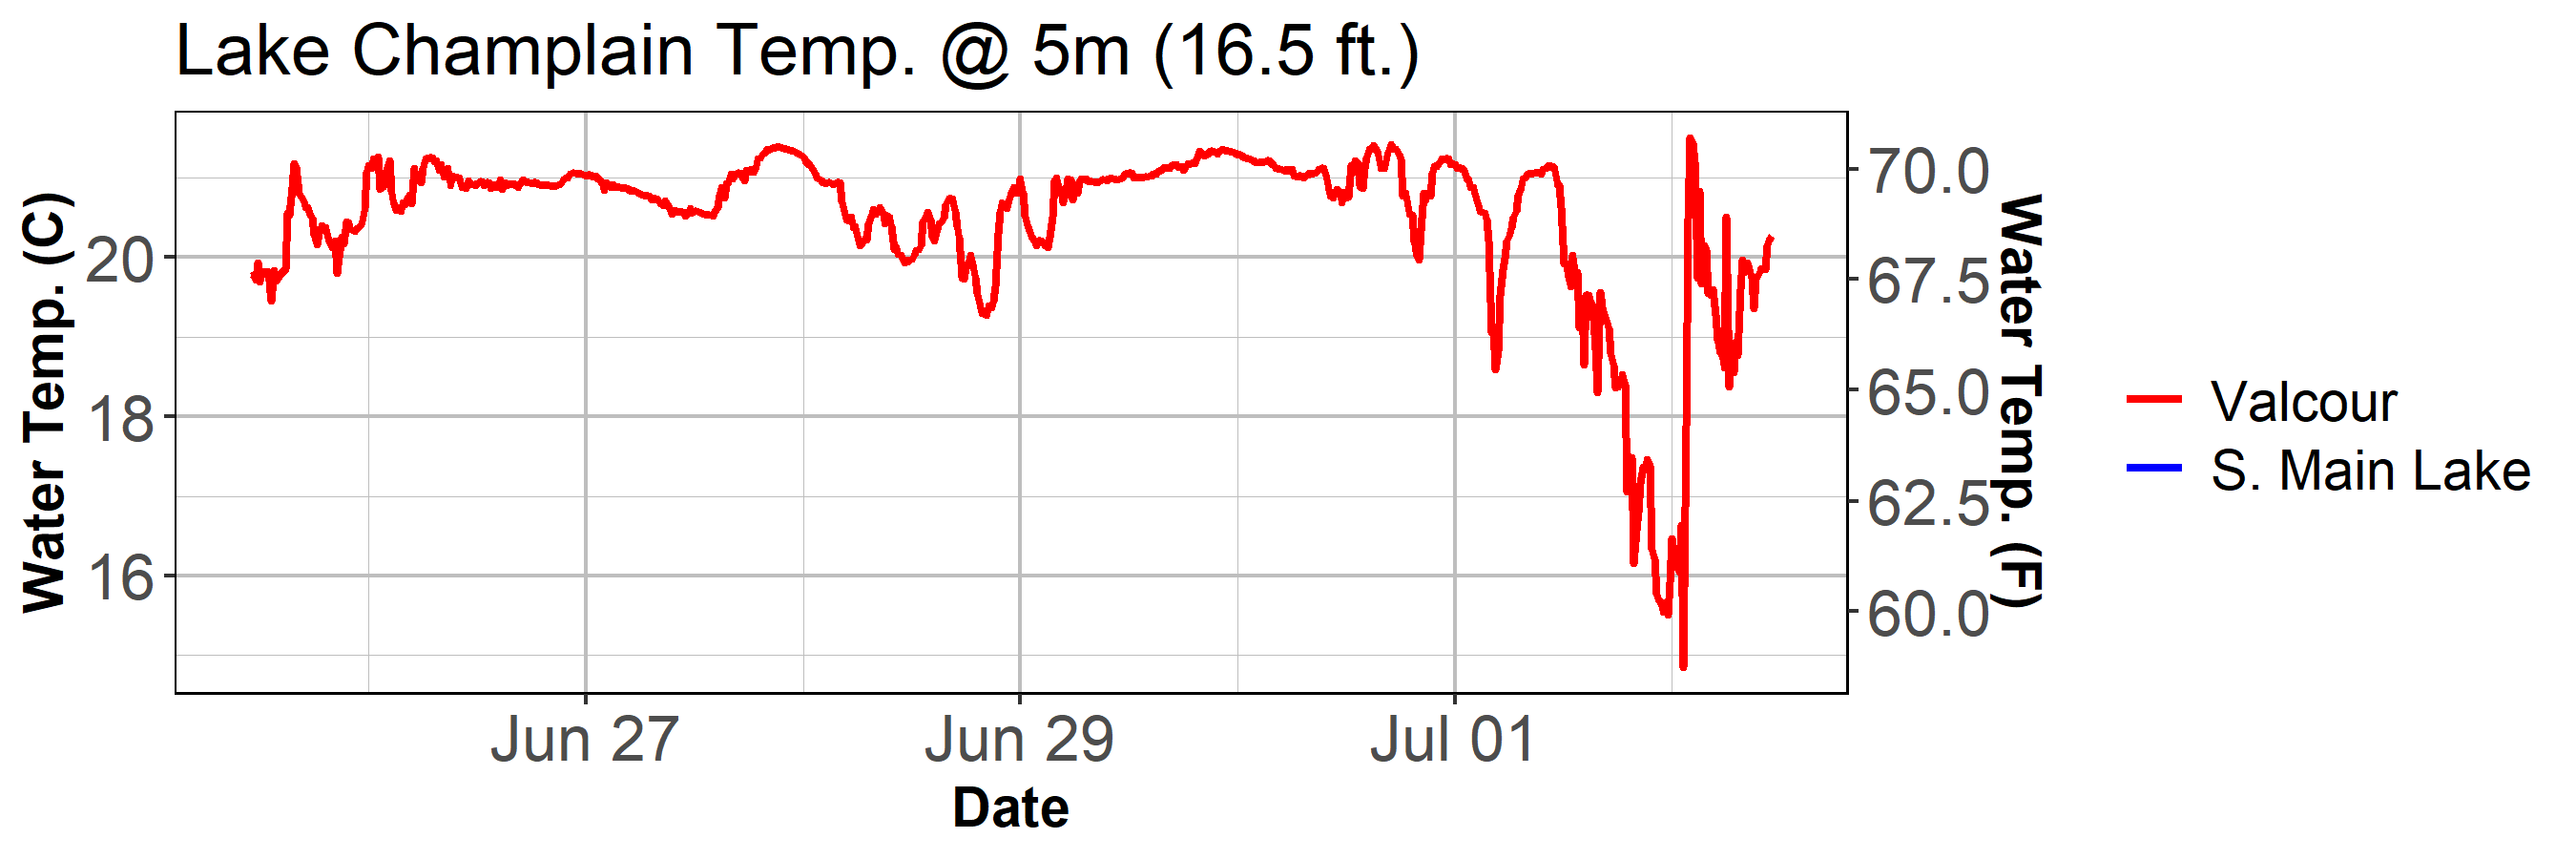 Lake Champlain Temp. @ 5m (16.5 ft.)
Water Temp. (C)
20
18
16
70.0
67.5
65.0
62.5
60.0
Water Temp. (F)
Jun 27
Jun 29
Jul 01
Date
Valcour
S. Main Lake